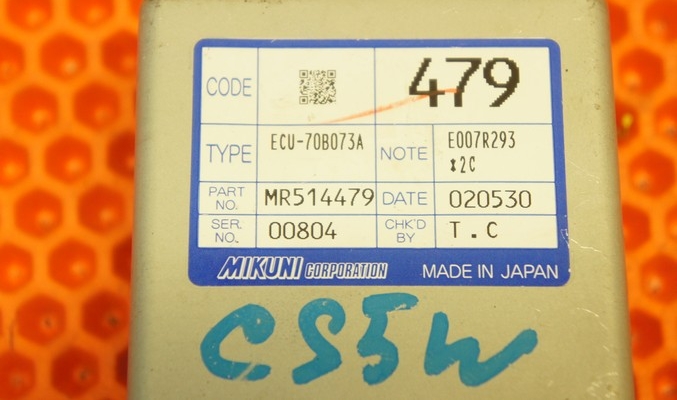 CODE 479
TYPE ECU-70B073A NOTE E007R293
*2C
PART NO. MR514479 DATE 020530
SER. NO. 00804 CHK'D BY T.C
MIKUNI CORPORATION MADE IN JAPAN
CS5W